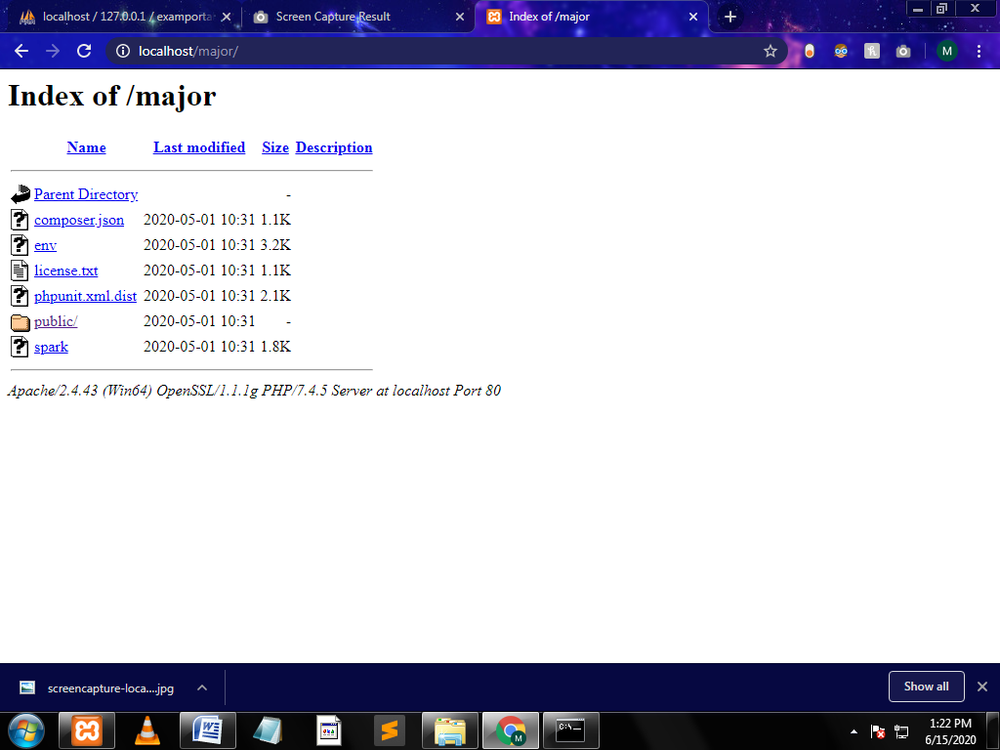 localhost / 127.0.0.1 / examporta
Screen Capture Result
Index of /major
localhost/major/
M
Index of /major
Name Last modified Size Description
Parent Directory -
composer.json 2020-05-01 10:31 1.1K
env 2020-05-01 10:31 3.2K
license.txt 2020-05-01 10:31 1.1K
phpunit.xml.dist 2020-05-01 10:31 2.1K
public/ 2020-05-01 10:31 -
spark 2020-05-01 10:31 1.8K
Apache/2.4.43 (Win64) OpenSSL/1.1.1g PHP/7.4.5 Server at localhost Port 80
screencapture-loca....jpg
Show all
M
C:\_
1:22 PM
6/15/2020